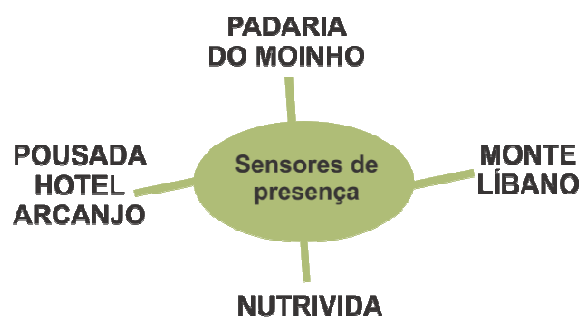 PADARIA
DO MOINHO
POUSADA
HOTEL
ARCANJO
Sensores de
presença
MONTE
LÍBANO
NUTRIVIDA